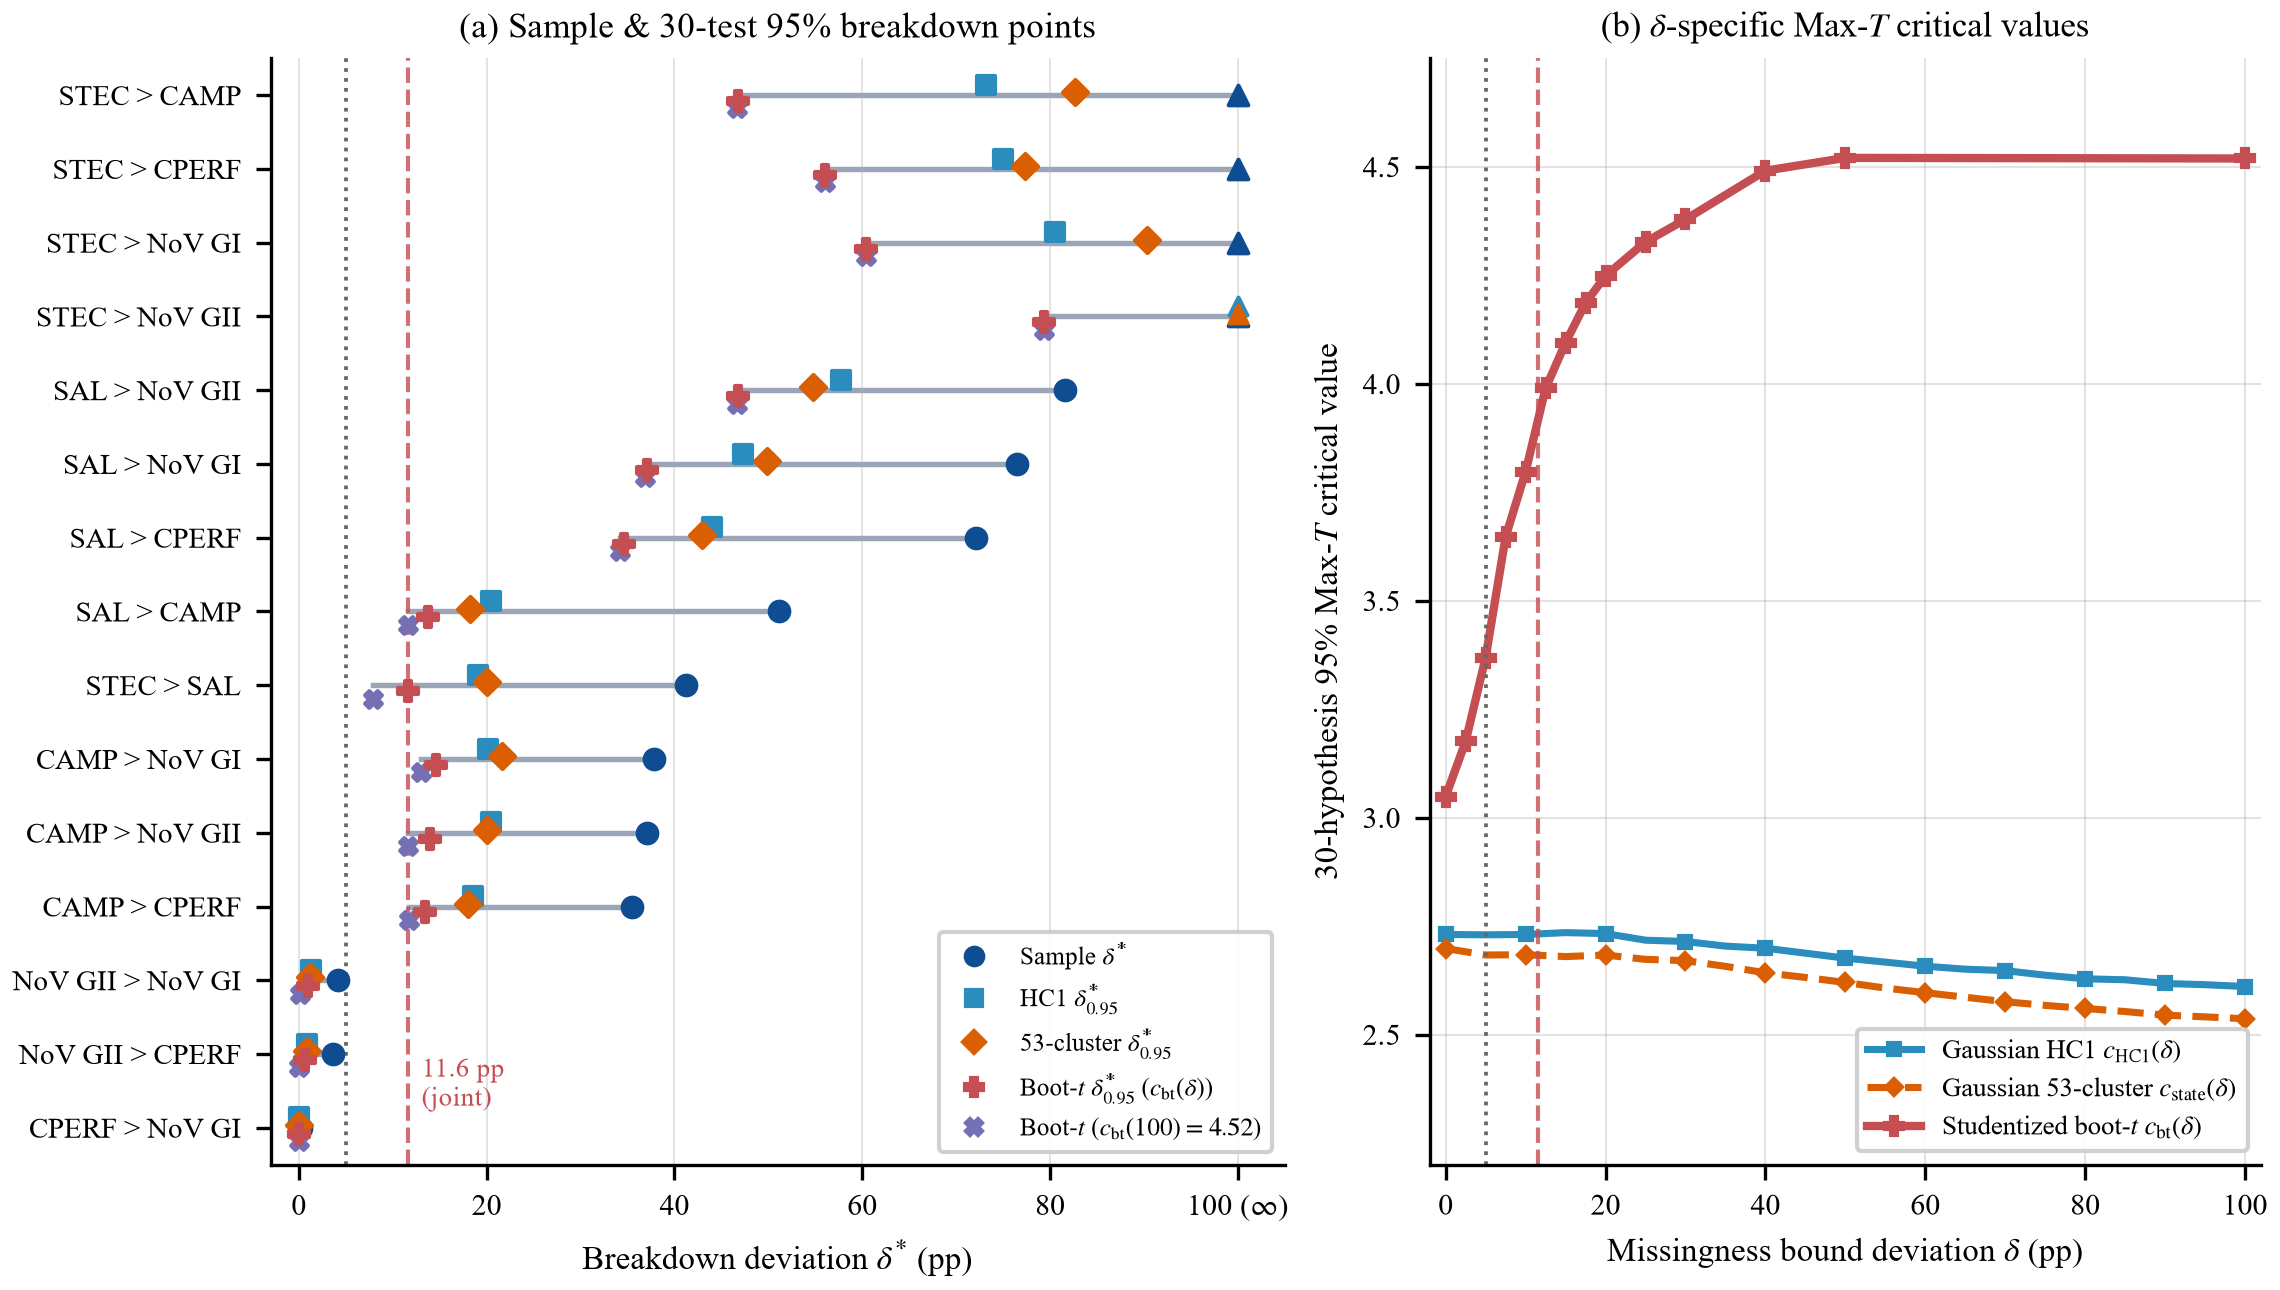 (a) Sample & 30-test 95% breakdown points
STEC > CAMP
STEC > CPERF
STEC > NoV GI
STEC > NoV GII
SAL > NoV GII
SAL > NoV GI
SAL > CPERF
SAL > CAMP
STEC > SAL
CAMP > NoV GI
CAMP > NoV GII
CAMP > CPERF
NoV GII > NoV GI
NoV GII > CPERF
CPERF > NoV GI
11.6 pp
(joint)
Sample δ*
HC1 δ*0.95
53-cluster δ*0.95
Boot-t δ*0.95 (cbt(δ))
Boot-t (cbt(100) = 4.52)
0 20 40 60 80 100 (∞)
Breakdown deviation δ* (pp)
(b) δ-specific Max-T critical values
30-hypothesis 95% Max-T critical value
4.5
4.0
3.5
3.0
2.5
Gaussian HC1 cHC1(δ)
Gaussian 53-cluster cstate(δ)
Studentized boot-t cbt(δ)
0 20 40 60 80 100
Missingness bound deviation δ (pp)